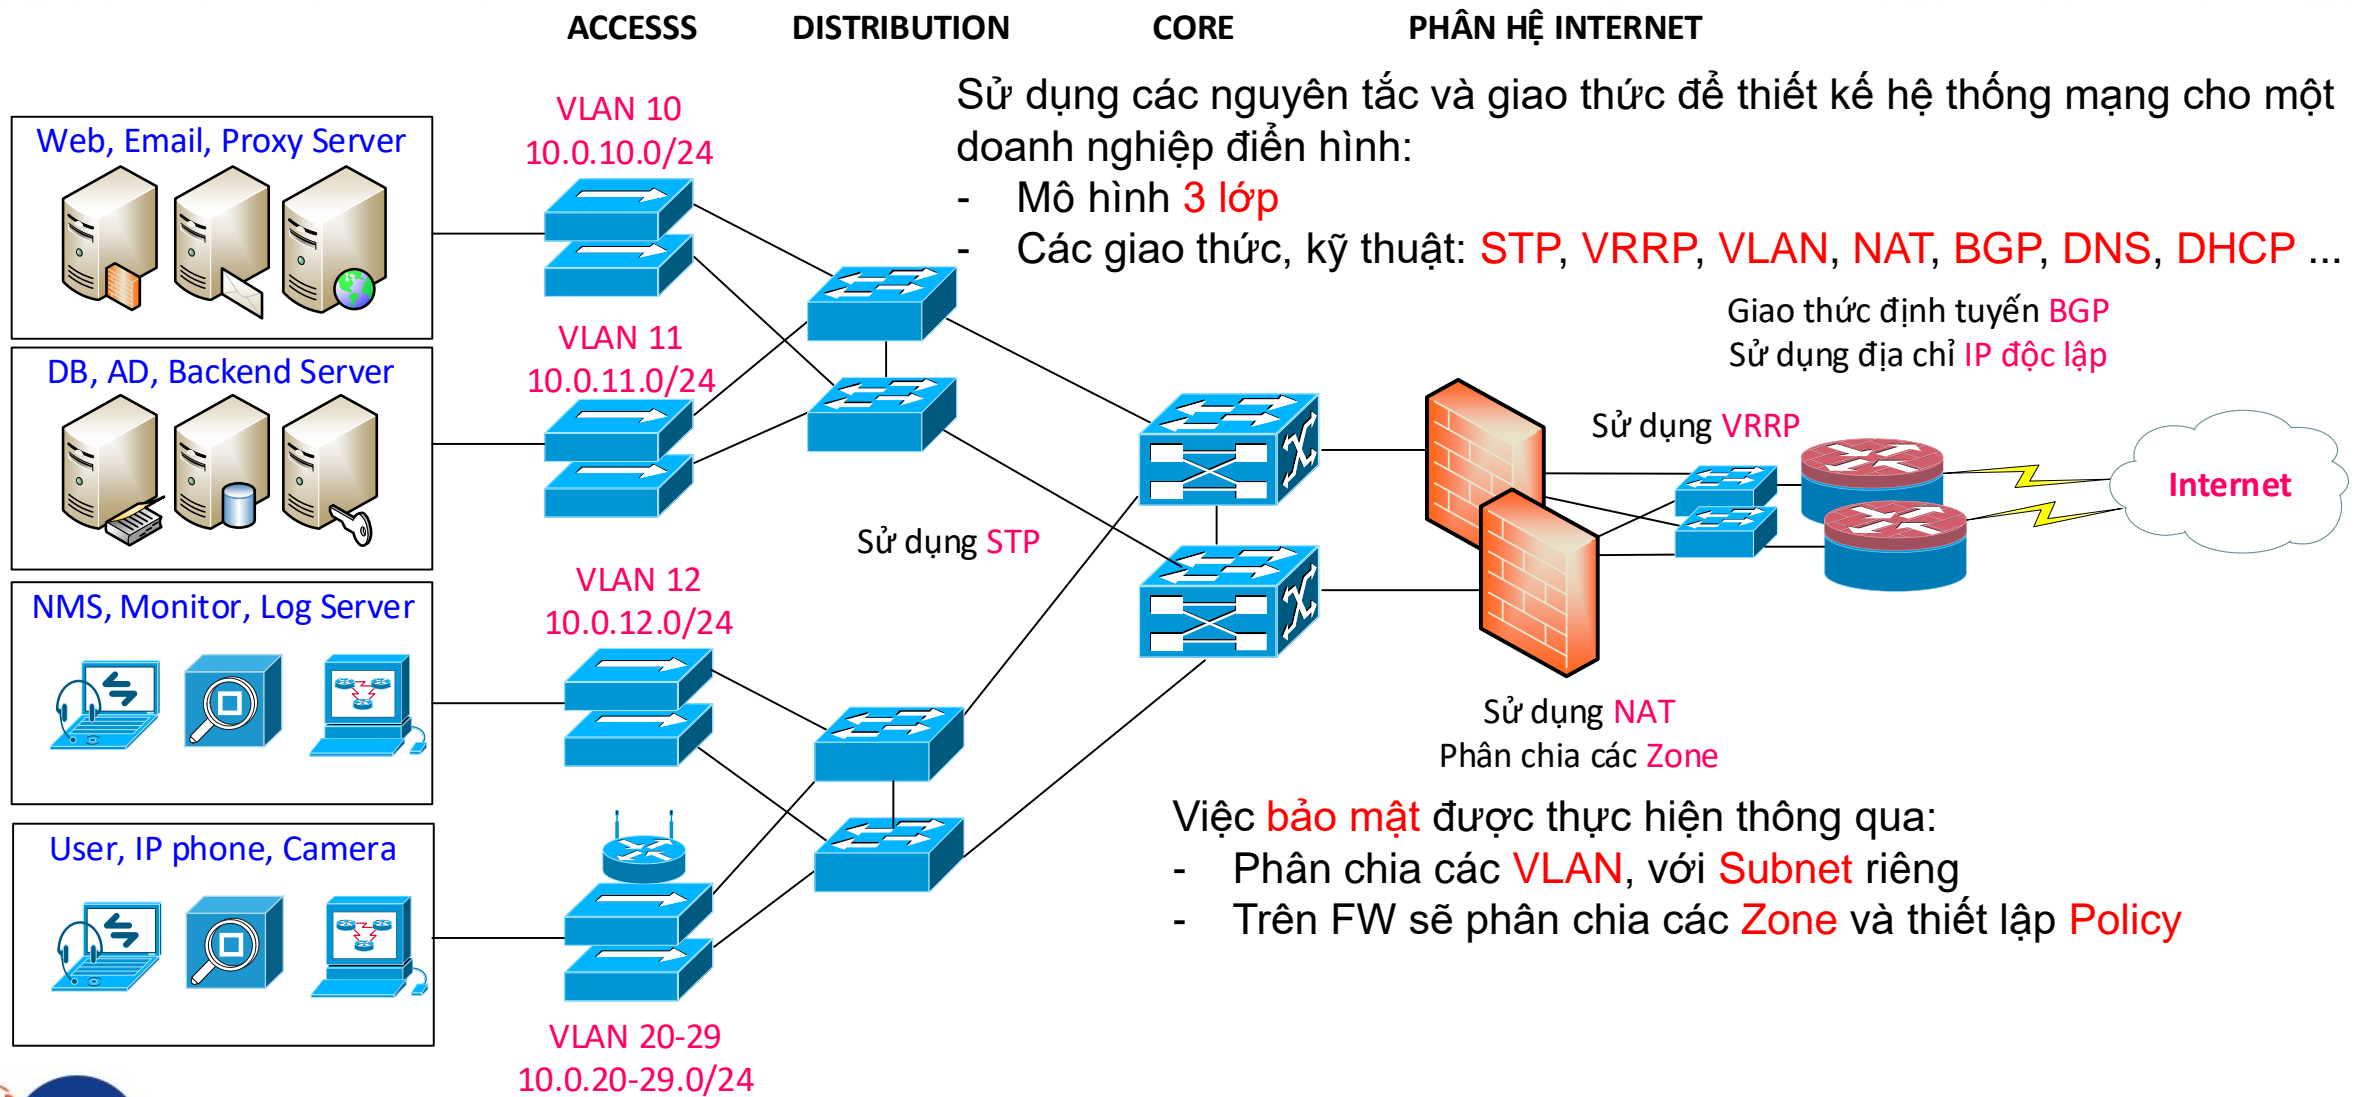 ACCESSS
DISTRIBUTION
CORE
PHÂN HỆ INTERNET
Sử dụng các nguyên tắc và giao thức để thiết kế hệ thống mạng cho một
doanh nghiệp điển hình:
- Mô hình 3 lớp
- Các giao thức, kỹ thuật: STP, VRRP, VLAN, NAT, BGP, DNS, DHCP ...
VLAN 10
10.0.10.0/24
Web, Email, Proxy Server
Giao thức định tuyến BGP
Sử dụng địa chỉ IP độc lập
VLAN 11
10.0.11.0/24
DB, AD, Backend Server
Sử dụng VRRP
Internet
Sử dụng STP
VLAN 12
10.0.12.0/24
NMS, Monitor, Log Server
Sử dụng NAT
Phân chia các Zone
Việc bảo mật được thực hiện thông qua:
- Phân chia các VLAN, với Subnet riêng
- Trên FW sẽ phân chia các Zone và thiết lập Policy
User, IP phone, Camera
VLAN 20-29
10.0.20-29.0/24